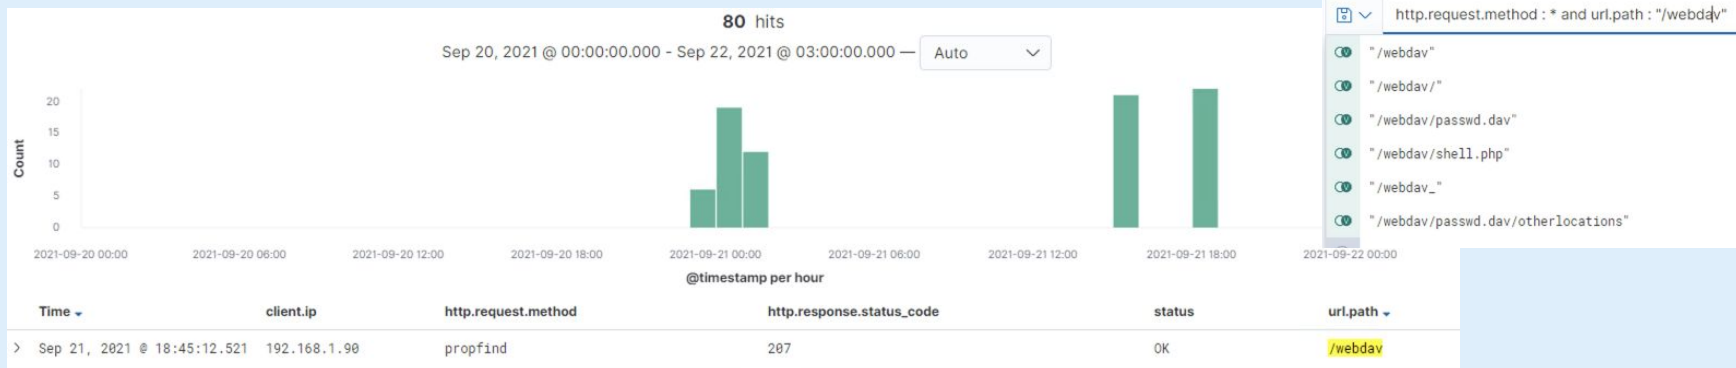 80 hits
Sep 20, 2021 @ 00:00:00.000 - Sep 22, 2021 @ 03:00:00.000 — Auto
Count
20
15
10
5
0
2021-09-20 00:00 2021-09-20 06:00 2021-09-20 12:00 2021-09-20 18:00 2021-09-21 00:00 2021-09-21 06:00 2021-09-21 12:00 2021-09-21 18:00 2021-09-22 00:00
@timestamp per hour
http.request.method : * and url.path : "/webdav"
"/webdav"
"/webdav/"
"/webdav/passwd.dav"
"/webdav/shell.php"
"/webdav_"
"/webdav/passwd.dav/otherlocations"
Time client.ip http.request.method http.response.status_code status url.path
Sep 21, 2021 @ 18:45:12.521 192.168.1.90 propfind 207 OK /webdav